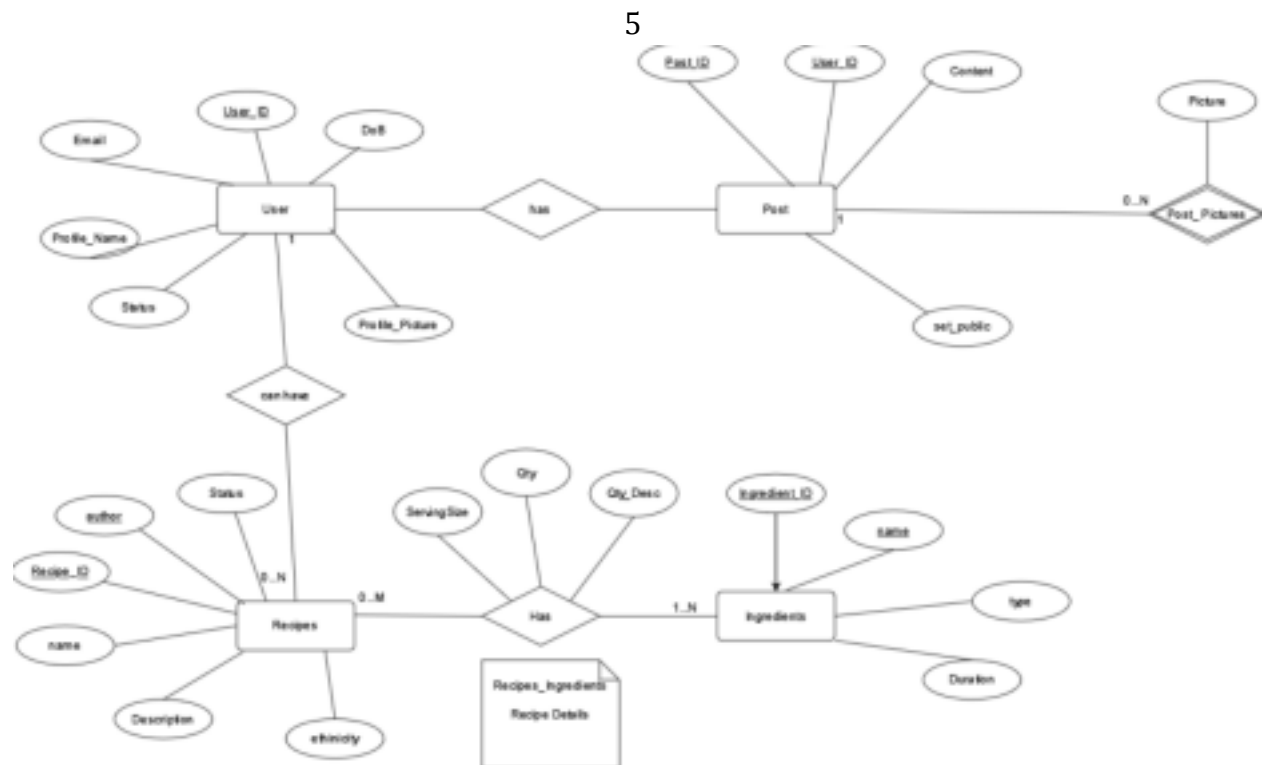 5
Post_ID
User_ID
Content
Picture
User_ID
DoB
Email
User
has
Post
1
0...N
Post_Pictures
1
Profile_Name
Status
Profile_Picture
set_public
can have
Status
author
Recipe_ID
name
Description
ethinicity
0...N
Recipes
0...M
ServingSize
Qty
Qty_Desc
Has
1...N
Ingredient_ID
name
type
Duration
Ingredients
Recipes_Ingredients
Recipe Details